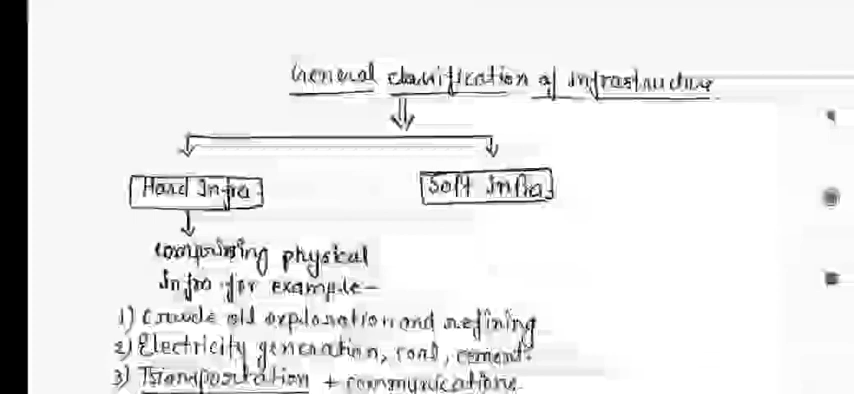 General classification of infrastructure
Hard Infra
Soft Infra
comprising physical
Infra for example-
1) Crude oil exploration and refining
2) Electricity generation, coal, cement.
3) Transportation + communications